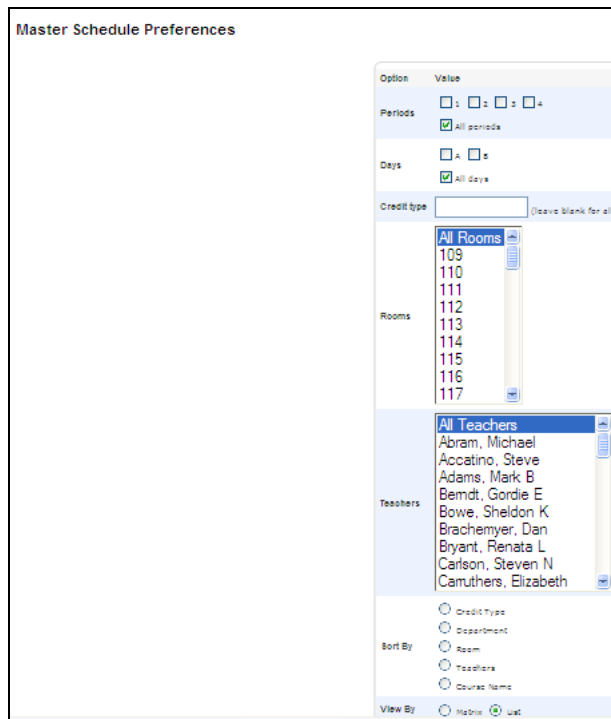 Master Schedule Preferences
Option Value
Periods
1 2 3 4
All periods
Days
A B
All days
Credit type (leave blank for al
Rooms
All Rooms
109
110
111
112
113
114
115
116
117
Teachers
All Teachers
Abram, Michael
Accatino, Steve
Adams, Mark B
Berndt, Gordie E
Bowe, Sheldon K
Brachemyer, Dan
Bryant, Renata L
Carlson, Steven N
Carruthers, Elizabeth
Sort By
Credit Type
Department
Room
Teachers
Course Name
View By Matrix List